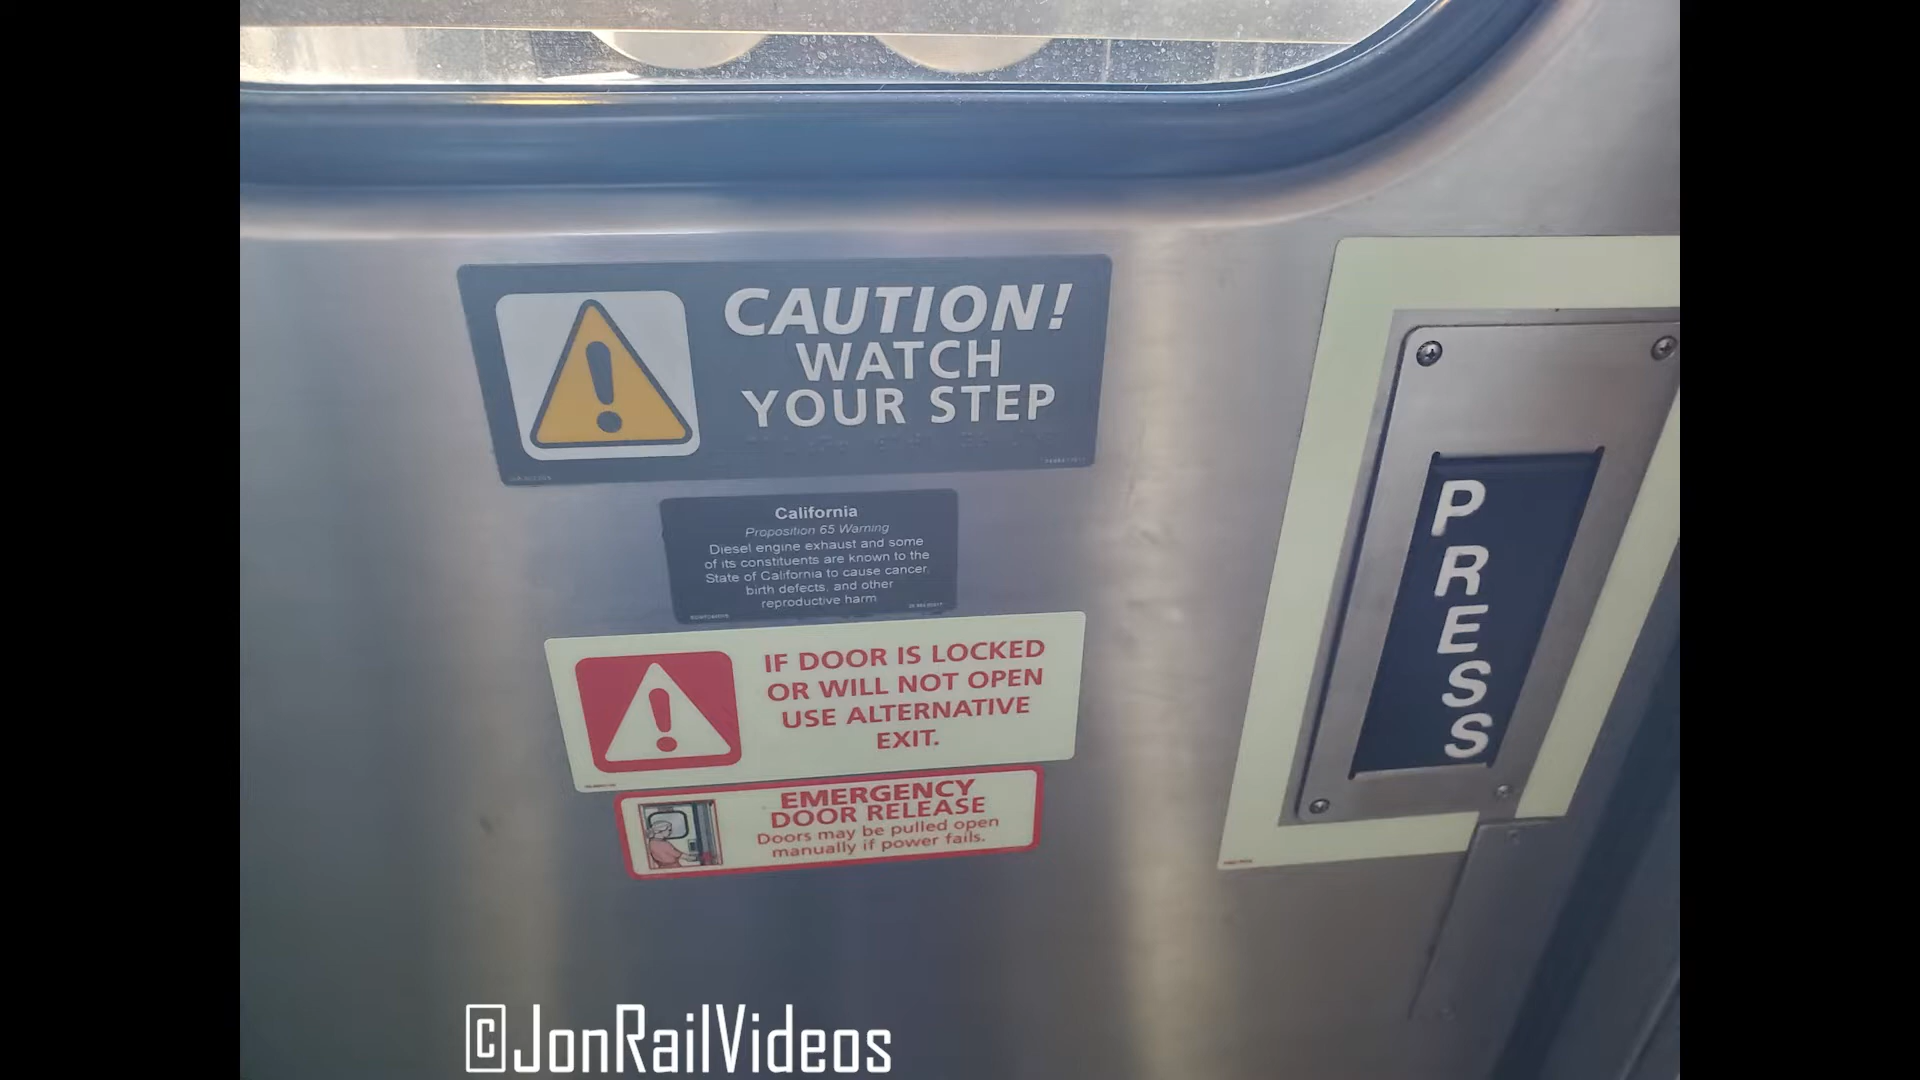 CAUTION!
WATCH
YOUR STEP
California
Proposition 65 Warning
Diesel engine exhaust and some
of its constituents are known to the
State of California to cause cancer,
birth defects, and other
reproductive harm
IF DOOR IS LOCKED
OR WILL NOT OPEN
USE ALTERNATIVE
EXIT.
EMERGENCY
DOOR RELEASE
Doors may be pulled open
manually if power fails.
PRESS
©JonRailVideos